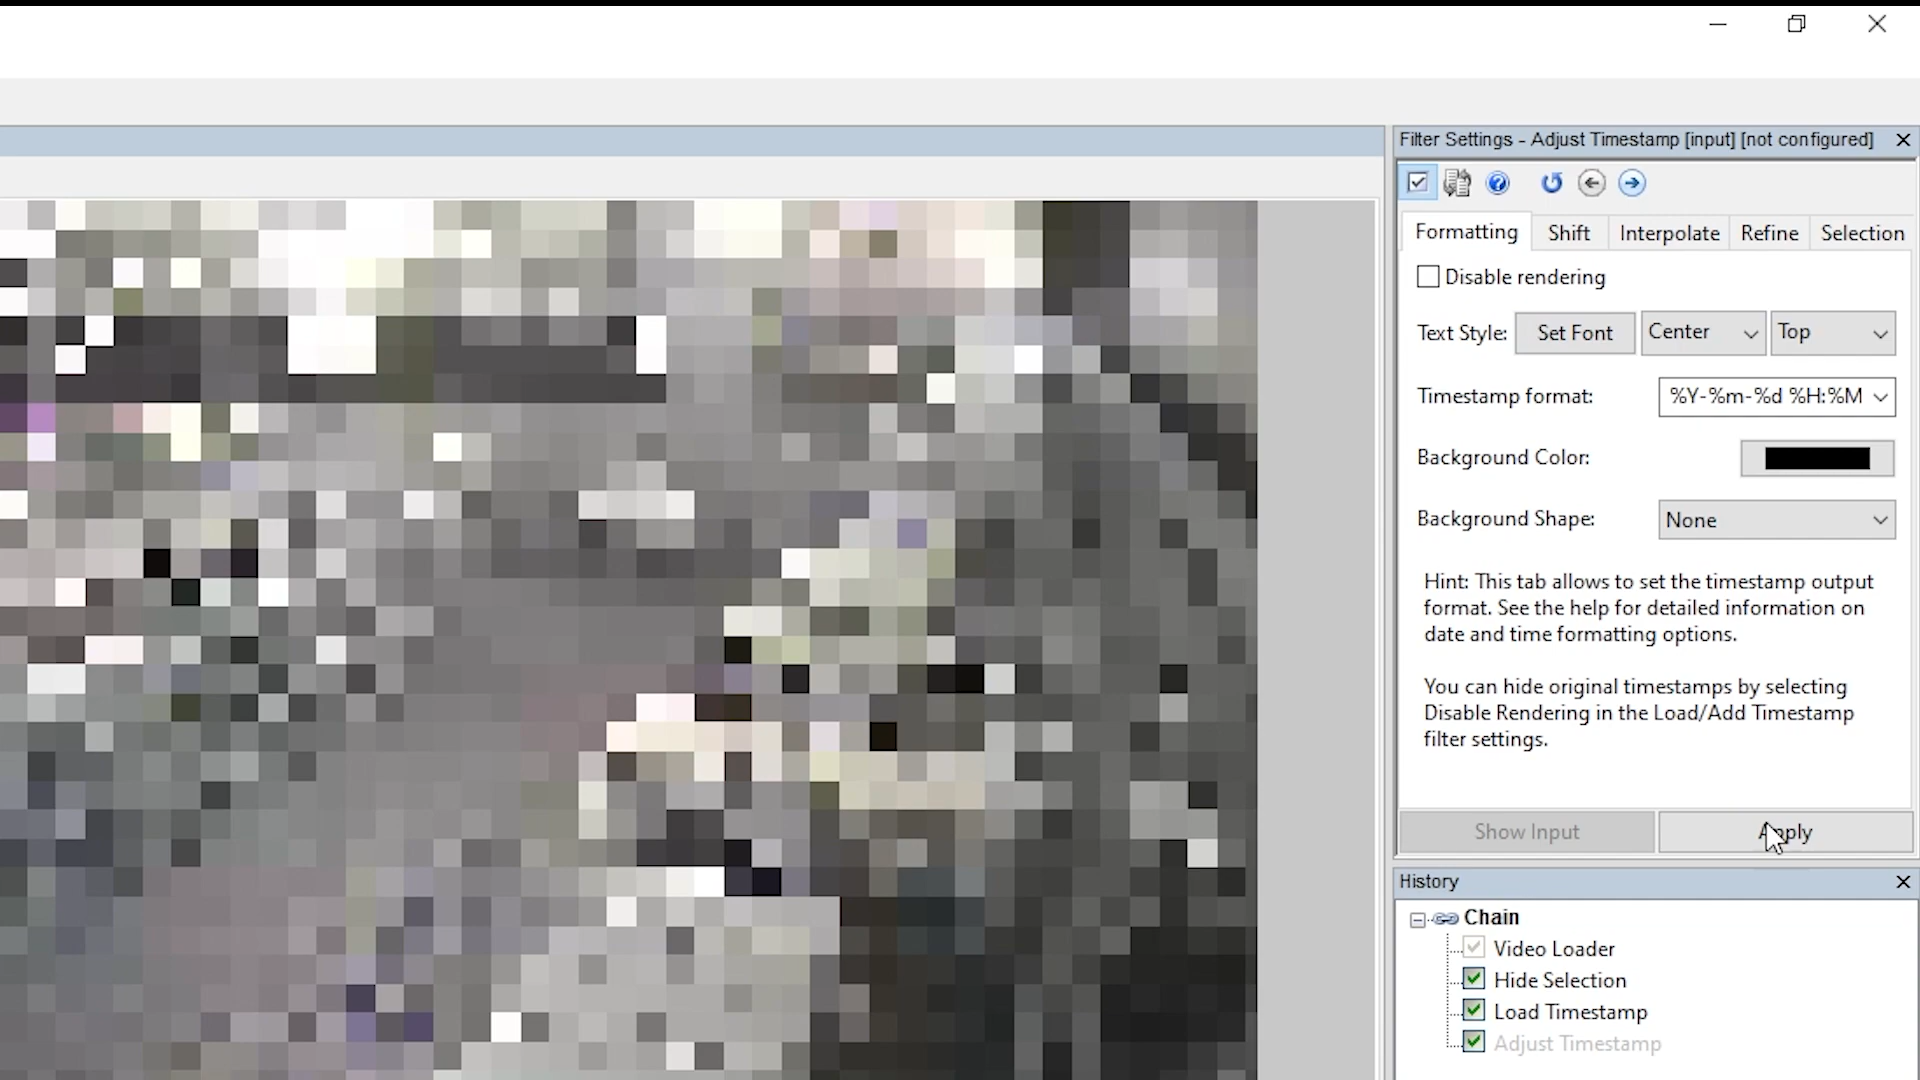 Filter Settings - Adjust Timestamp [input] [not configured]
Formatting Shift Interpolate Refine Selection
Disable rendering
Text Style: Set Font Center Top
Timestamp format: %Y-%m-%d %H:%M
Background Color:
Background Shape: None
Hint: This tab allows to set the timestamp output
format. See the help for detailed information on
date and time formatting options.
You can hide original timestamps by selecting
Disable Rendering in the Load/Add Timestamp
filter settings.
Show Input Apply
History
Chain
Video Loader
Hide Selection
Load Timestamp
Adjust Timestamp